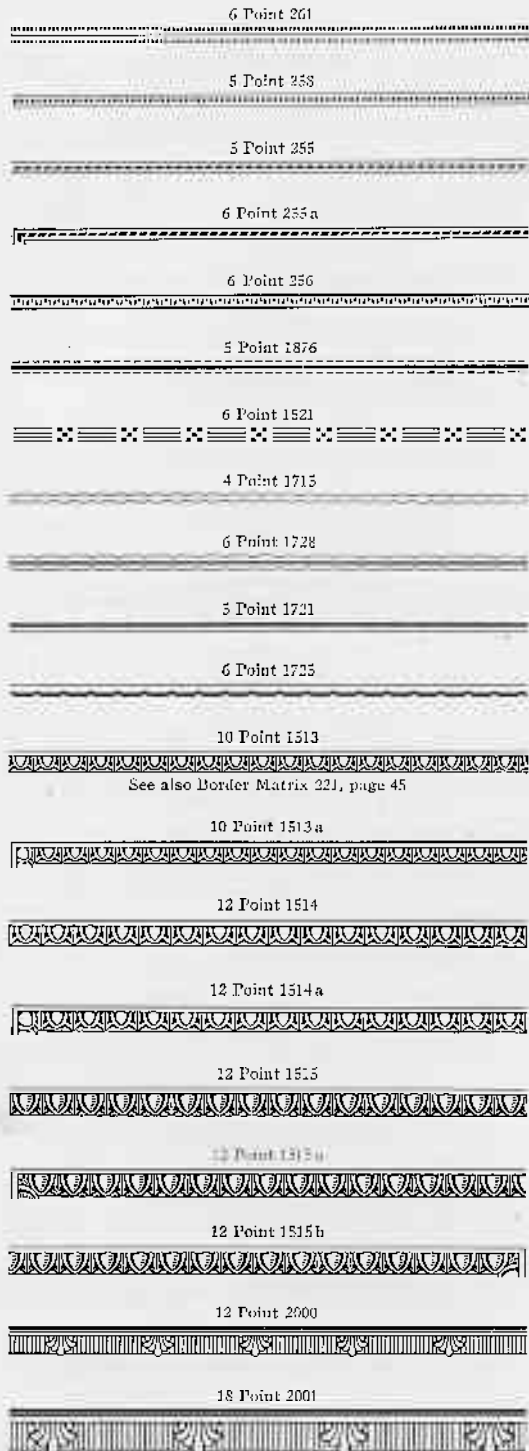 6 Point 261
5 Point 258
5 Point 255
6 Point 255a
6 Point 256
5 Point 1876
6 Point 1521
4 Point 1715
6 Point 1728
5 Point 1721
6 Point 1725
10 Point 1513
See also Border Matrix 221, page 45
10 Point 1513a
12 Point 1514
12 Point 1514a
12 Point 1515
12 Point 1515a
12 Point 1515b
12 Point 2000
18 Point 2001